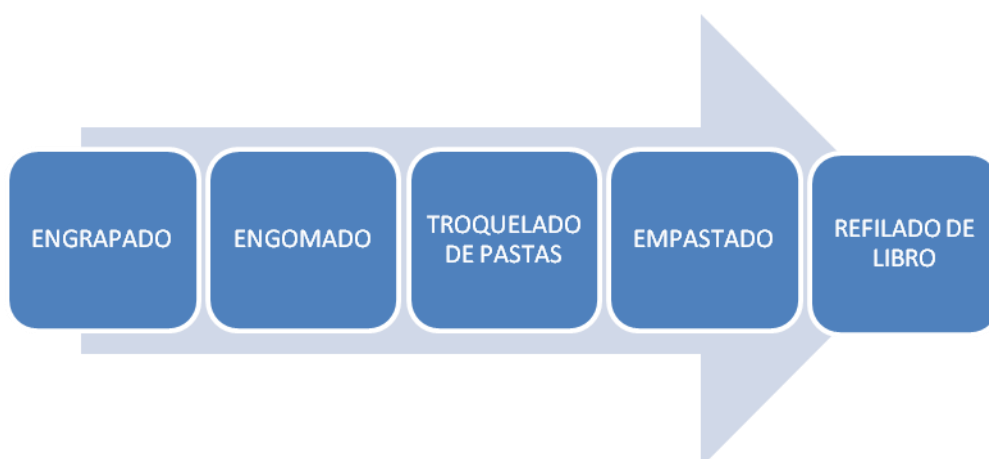 ENGRAPADO
ENGOMADO
TROQUELADO
DE PASTAS
EMPASTADO
REFILADO DE
LIBRO